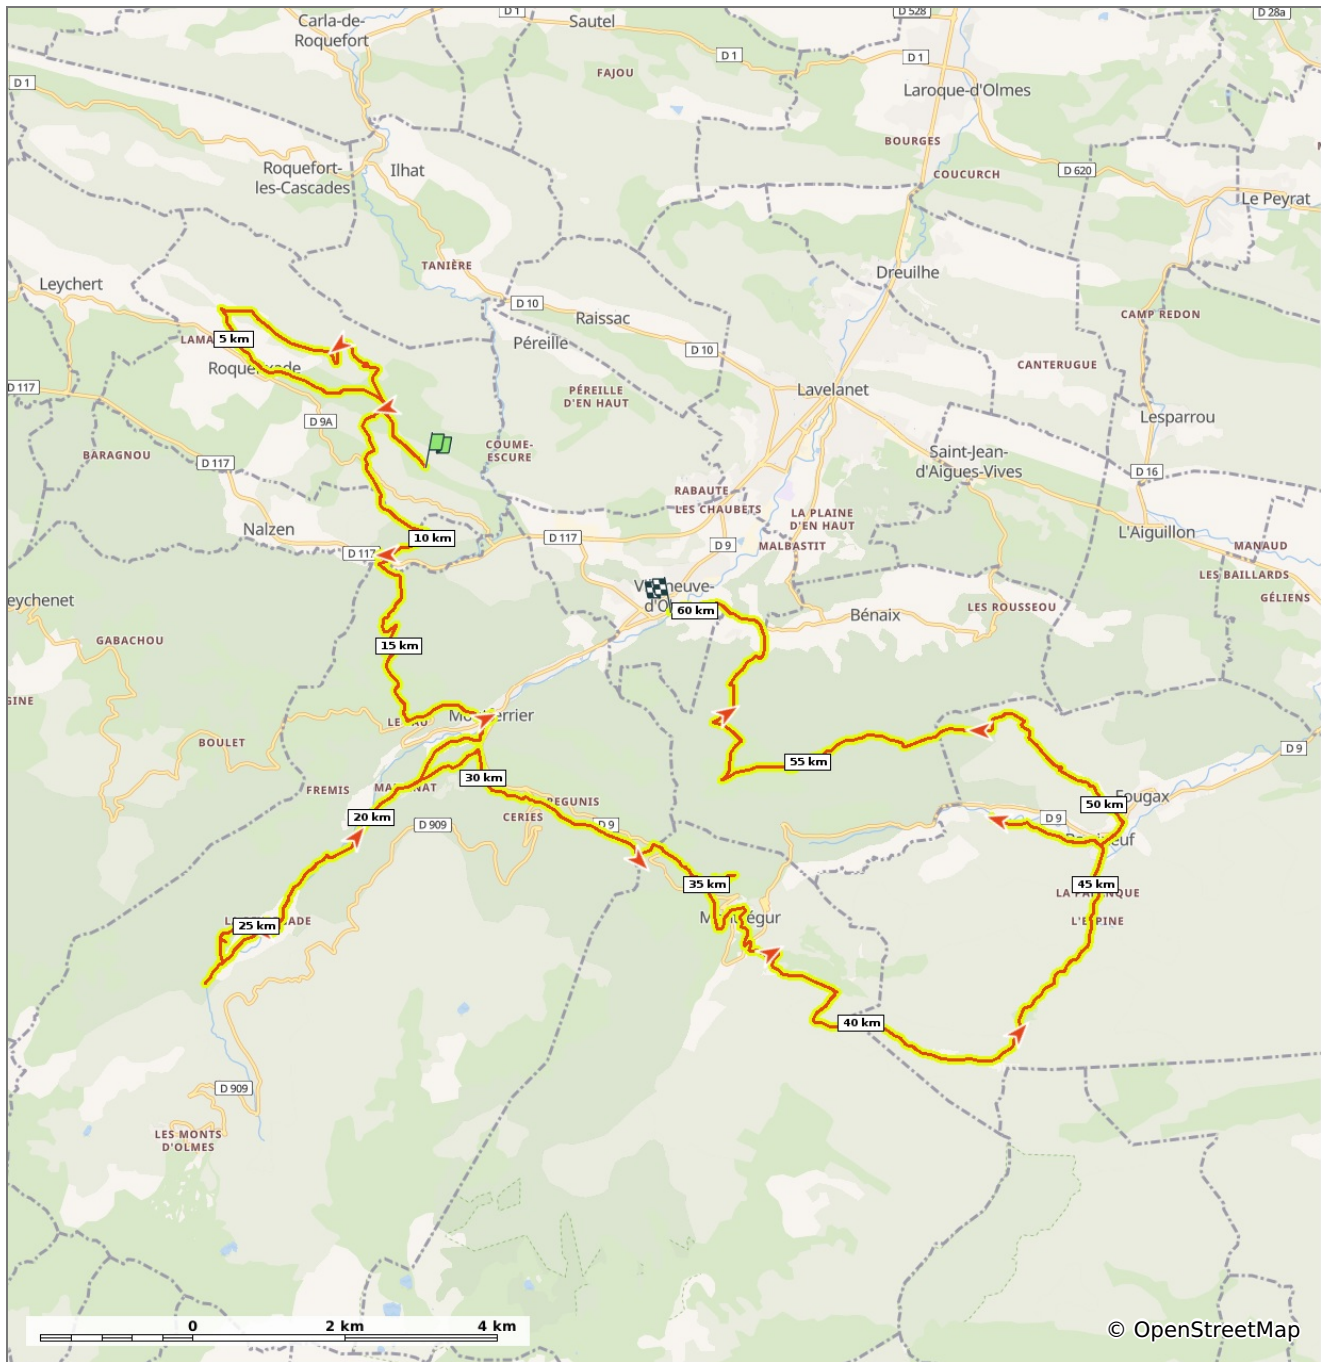 Carla-de-
Roquefort
D 1
Sautel
D 528
D 28a
D 1
FAJOU
D 1
D 1
Laroque-d'Olmes
BOURGES
COUCURCH
D 620
Roquefort-
les-Cascades
Ilhat
Le Peyrat
TANIÈRE
Dreuilhe
Leychert
D 10
Raissac
CAMP REDON
5 km
Péreille
D 10
CANTERUGUE
D 117
PÉREILLE
D'EN HAUT
Lavelanet
D 9A
Lesparrou
BARAGNOU
D 117
COUME-
ESCURE
Saint-Jean-
d'Aigues-Vives
D 16
RABAUTE
LES CHAUBETS
LA PLAINE
D'EN HAUT
Nalzen
10 km
D 117
D 117
D 9
MALBASTIT
L'Aiguillon
MANAUD
LES BAILLARDS
GÉLIENS
eychenet
60 km
Bénaix
LES ROUSSEOU
GABACHOU
15 km
GINE
BOULET
D 9
55 km
FREMIS
30 km
20 km
D 909
CERIES
D 9
50 km
Fougax
D 9
35 km
45 km
25 km
40 km
D 909
LES MONTS
D'OLMES
0 2 km 4 km
© OpenStreetMap